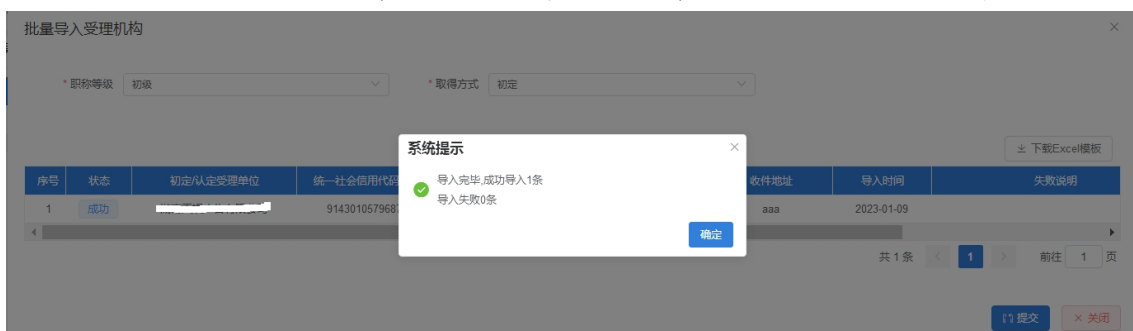 批量导入受理机构
* 职称等级 初级
* 取得方式 初定
下载Excel模板
系统提示
导入完毕,成功导入1条
导入失败0条
确定
序号 状态 初定/认定受理单位 统一社会信用代码 收件地址 导入时间 失败说明
1 成功 914301057968 aaa 2023-01-09
共 1 条 1 前往 1 页
提交 关闭